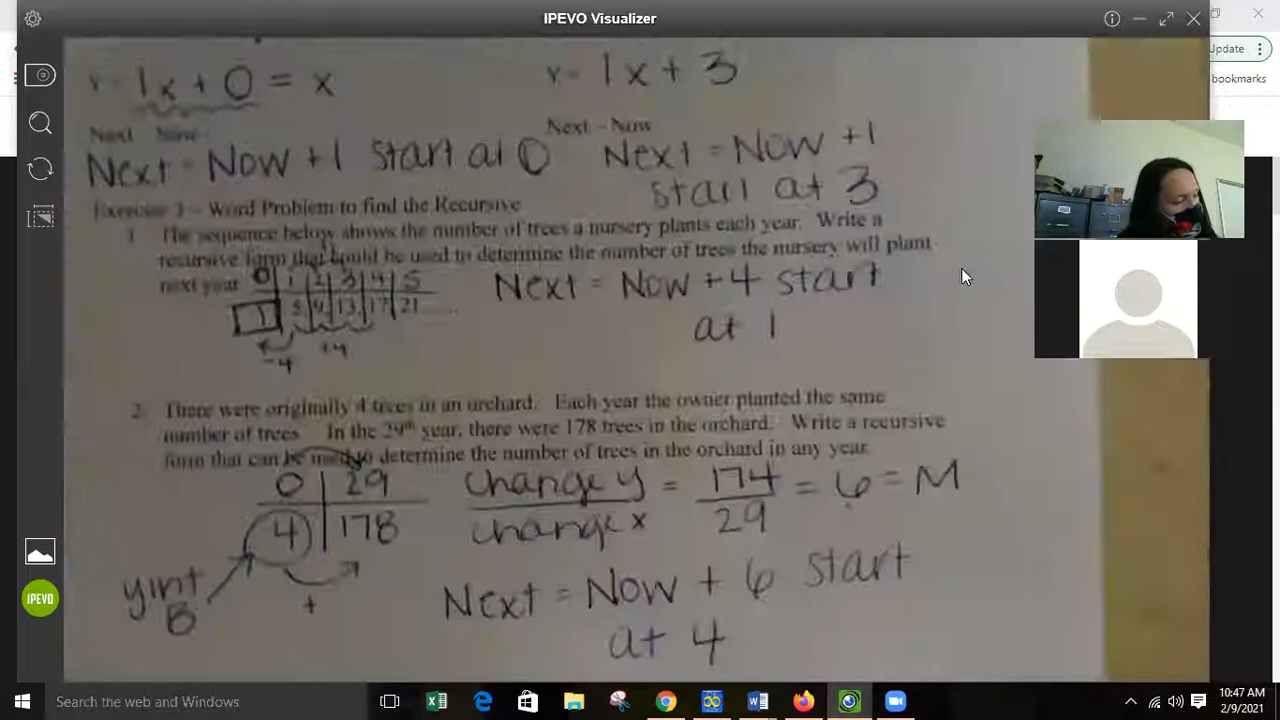 IPEVO Visualizer
Update
bookmarks
Y = 1x + 0 = x
Y = 1x + 3
Next Now
Next - Now
Next = Now +1 start at 0
Next = Now +1
start at 3
Exercise 3 – Word Problem to find the Recursive
1 The sequence below shows the number of trees a nursery plants each year. Write a
recursive form that could be used to determine the number of trees the nursery will plant
next year
0 1 2 3 4 5
1 5 9 13 17 21 .....
-4 +4
Next = Now +4 start
at 1
2. There were originally 4 trees in an orchard. Each year the owner planted the same
number of trees In the 29th year, there were 178 trees in the orchard. Write a recursive
form that can be used to determine the number of trees in the orchard in any year.
0 29
4 178
+
yint
B
change y / change x = 174 / 29 = 6 = M
Next = Now + 6 start
at 4
IPEVO
Search the web and Windows
10:47 AM
2/9/2021